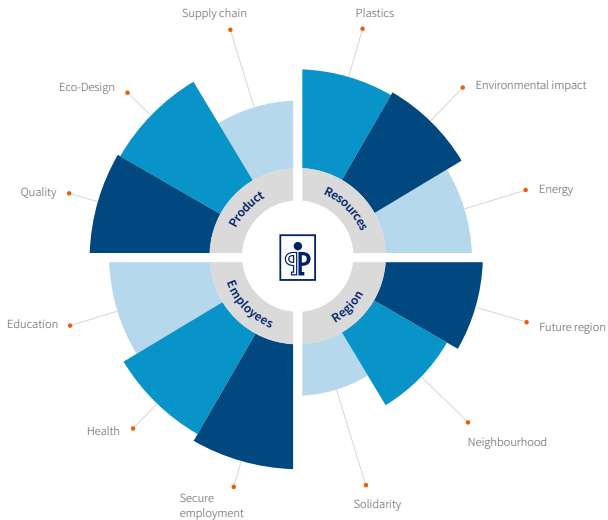 Supply chain
Plastics
Eco-Design
Environmental impact
Quality
Energy
Product
Resources
Employees
Region
Education
Future region
Health
Neighbourhood
Secure
employment
Solidarity